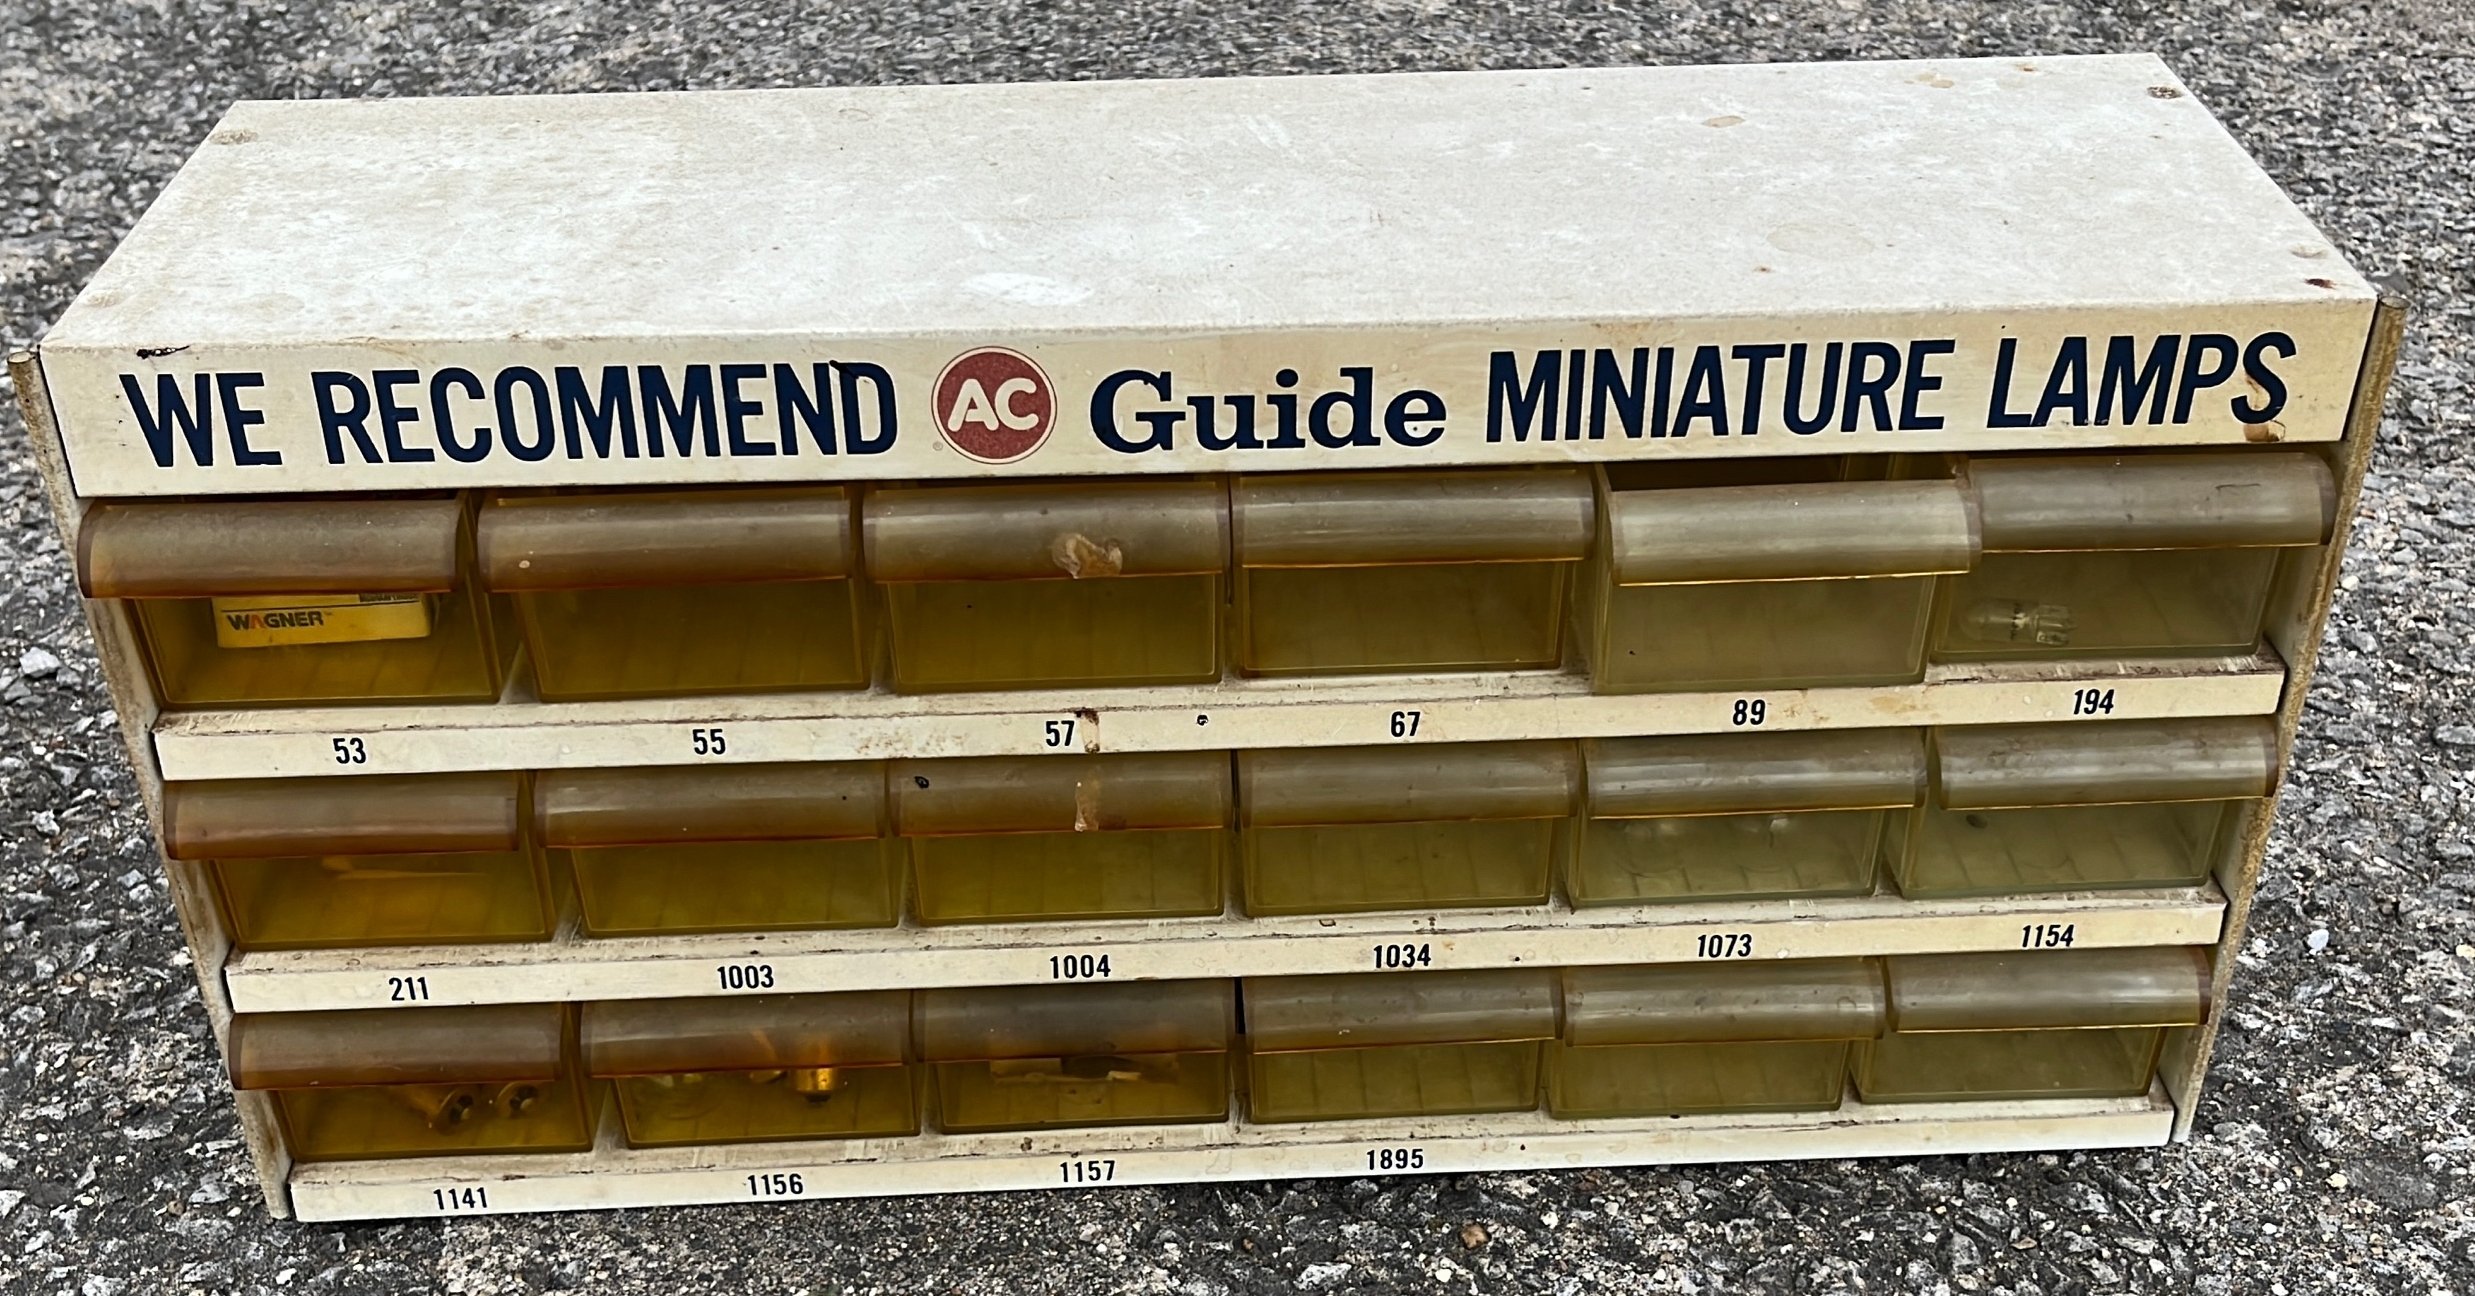 WE RECOMMEND AC Guide MINIATURE LAMPS
WAGNER
53 55 57 67 89 194
211 1003 1004 1034 1073 1154
1141 1156 1157 1895